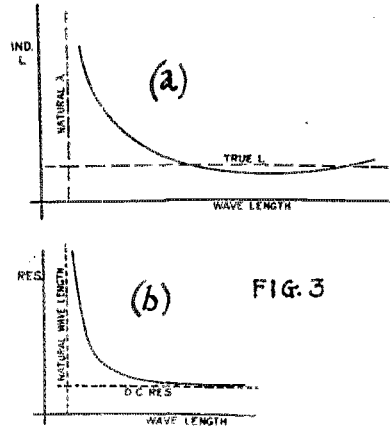 IND.
L.
(a)
NATURAL λ
TRUE L
WAVE LENGTH
RES.
NATURAL WAVE LENGTH
(b)
FIG. 3
D C RES
WAVE LENGTH